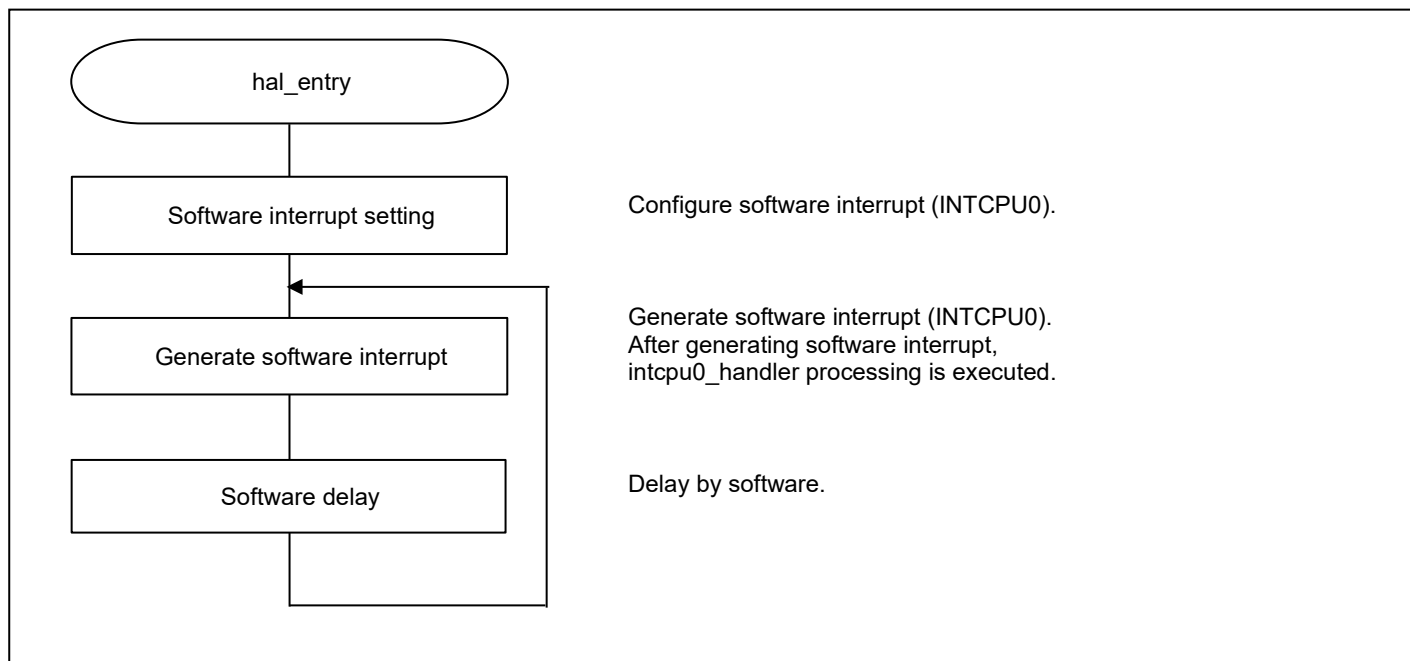 hal_entry
Software interrupt setting
Configure software interrupt (INTCPU0).
Generate software interrupt
Generate software interrupt (INTCPU0).
After generating software interrupt,
intcpu0_handler processing is executed.
Software delay
Delay by software.